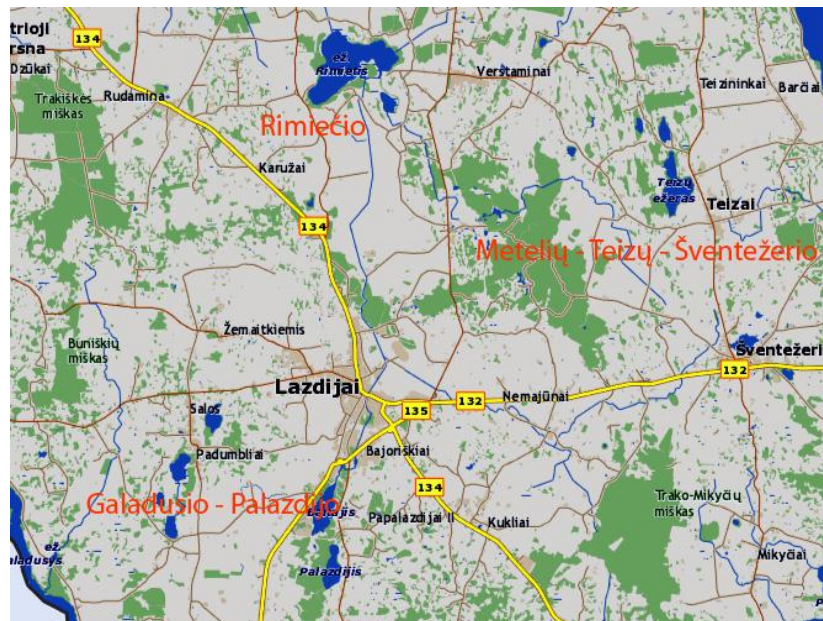 trioji
rsna
134
Dzūkai
Trakiškės
miškas
Rudamina
ež.
Rimietis
Verstaminai
Teizininkai
Barčiai
Rimiečio
Karužai
134
Teizų
ežeras
Teizai
Metelių - Teizų - Šventežerio
Žemaitkiemis
Buniškių
miškas
Šventežeri
132
Lazdijai
Nemajūnai
132
135
Salos
Padumbliai
Bajoriškiai
134
Galadusio - Palazdijo
Papalazdijai II
Kukliai
Trako-Mikyčių
miškas
Mikyčiai
ež.
aladusys
Palazdijis